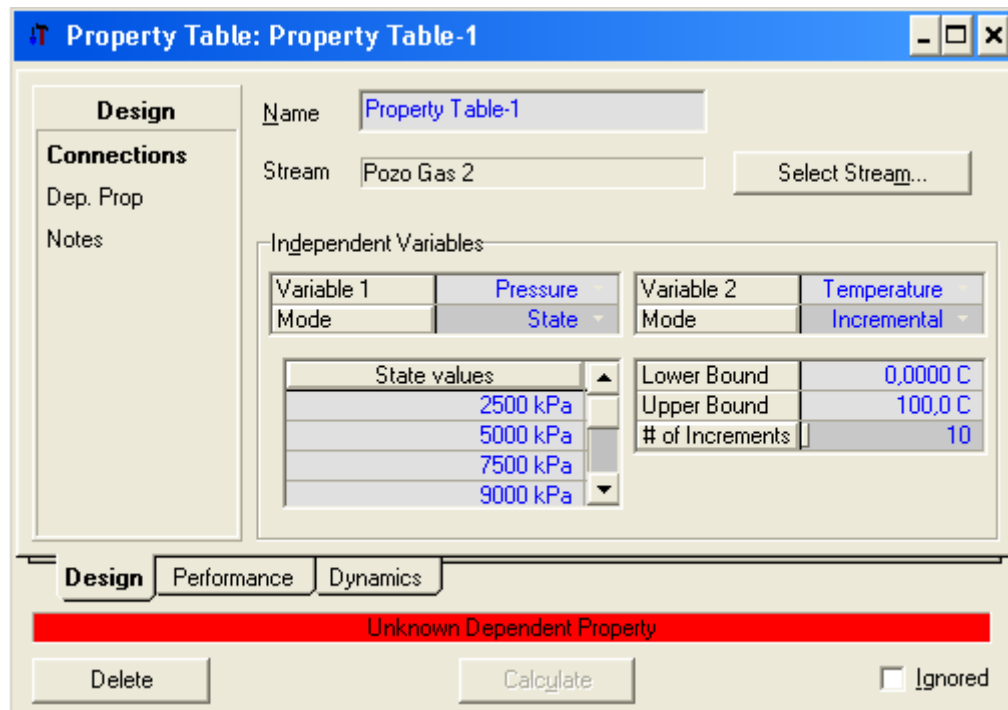 Property Table: Property Table-1
Design
Connections
Dep. Prop
Notes
Name Property Table-1
Stream Pozo Gas 2 Select Stream...
Independent Variables
Variable 1 Pressure Variable 2 Temperature
Mode State Mode Incremental
State values Lower Bound 0,0000 C
2500 kPa Upper Bound 100,0 C
5000 kPa # of Increments 10
7500 kPa
9000 kPa
Design Performance Dynamics
Unknown Dependent Property
Delete Calculate Ignored